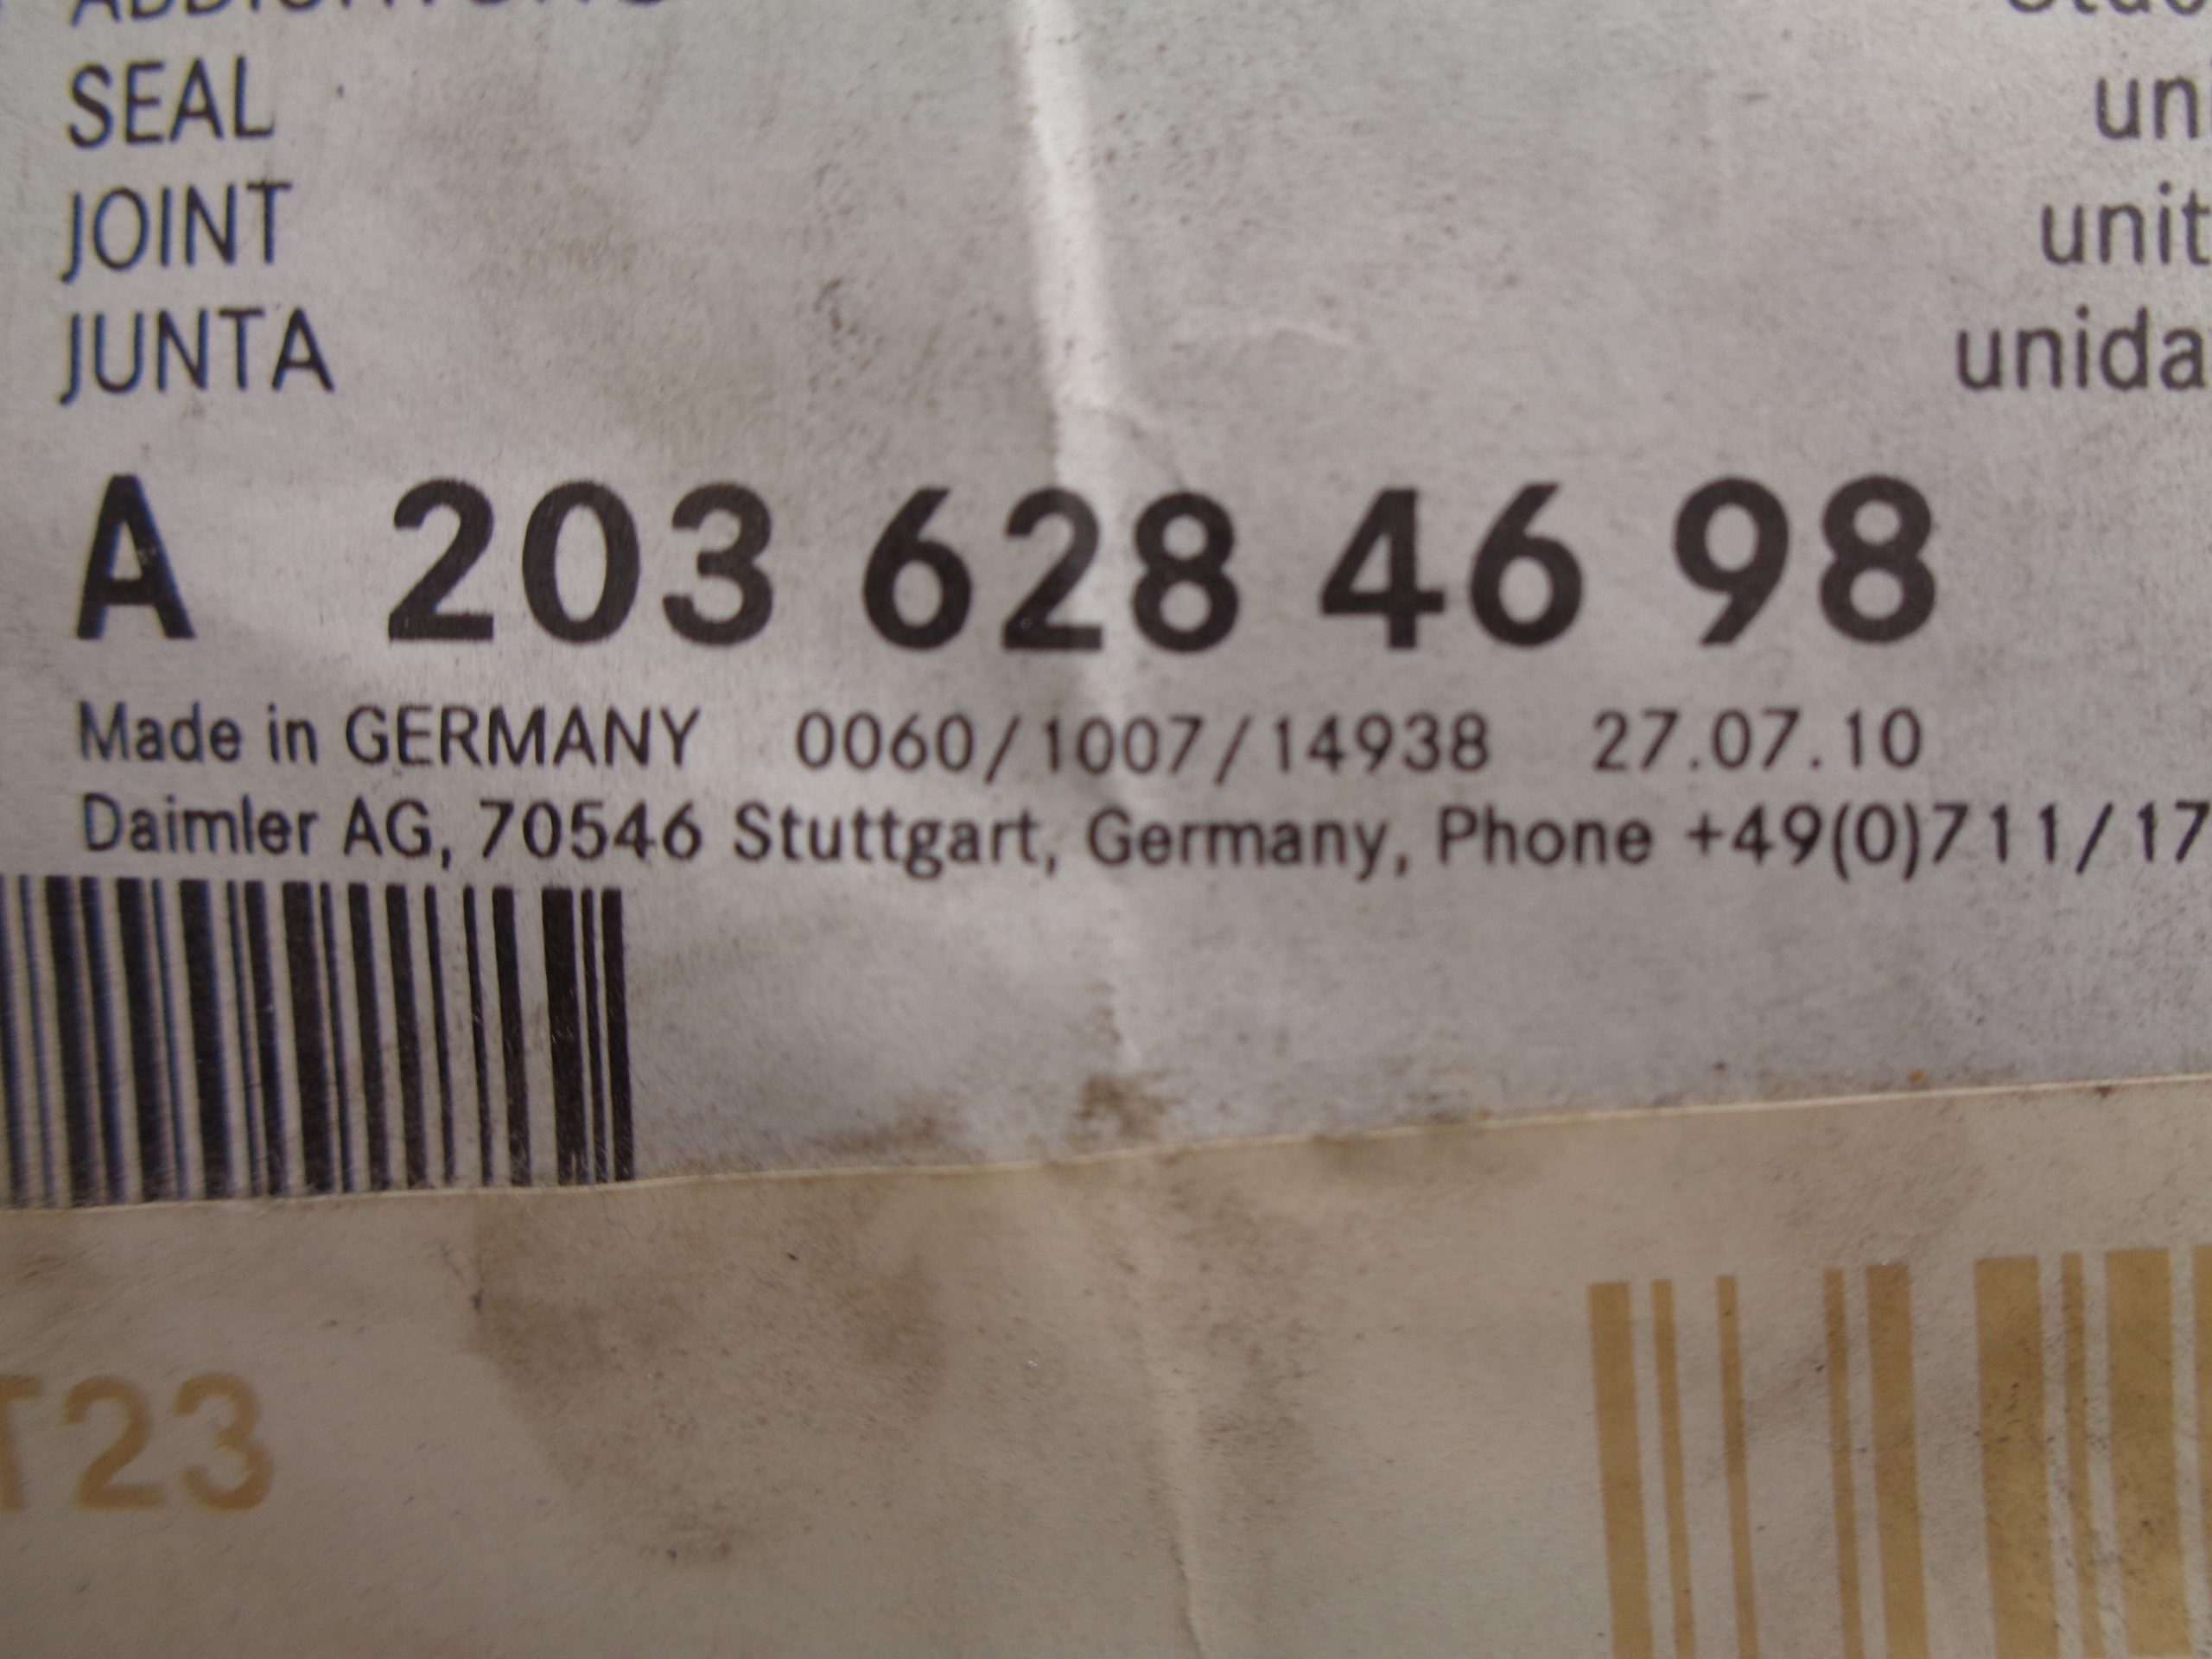 SEAL
JOINT
JUNTA
A 203 628 46 98
Made in GERMANY 0060/1007/14938 27.07.10
Daimler AG, 70546 Stuttgart, Germany, Phone +49(0)711/17
T23